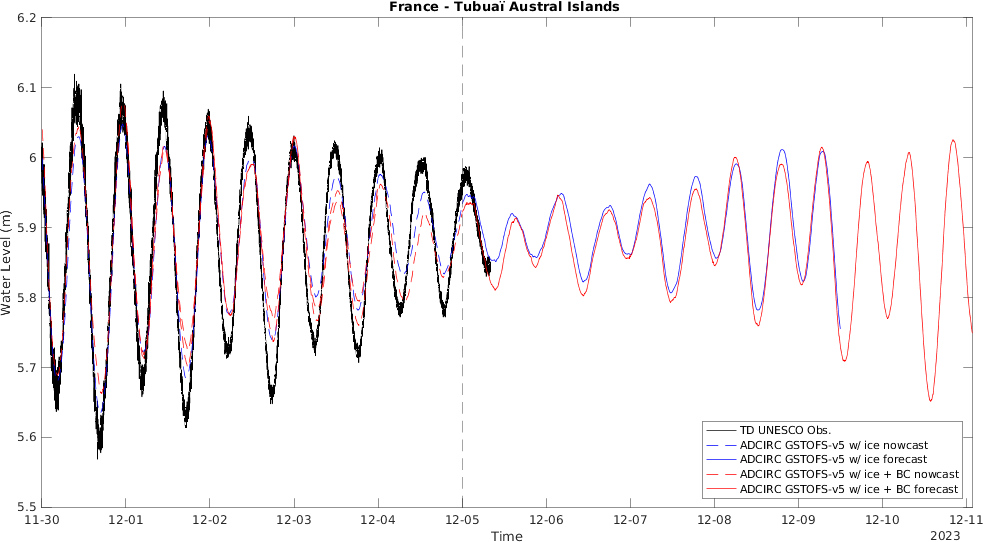 France - Tubuaï Austral Islands
6.2
6.1
6
5.9
5.8
5.7
5.6
5.5
Water Level (m)
TD UNESCO Obs.
ADCIRC GSTOFS-v5 w/ ice nowcast
ADCIRC GSTOFS-v5 w/ ice forecast
ADCIRC GSTOFS-v5 w/ ice + BC nowcast
ADCIRC GSTOFS-v5 w/ ice + BC forecast
11-30 12-01 12-02 12-03 12-04 12-05 12-06 12-07 12-08 12-09 12-10 12-11
Time
2023